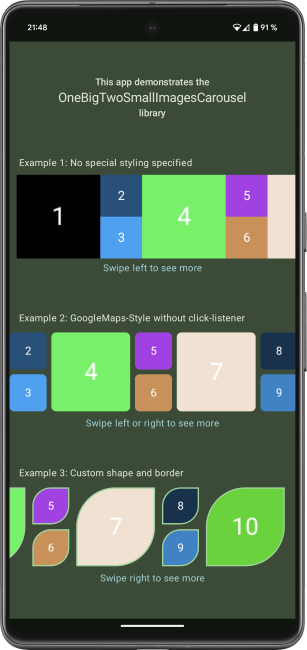 21:48
91 %
This app demonstrates the
OneBigTwoSmallImagesCarousel
library
Example 1: No special styling specified
1
2
3
4
5
6
Swipe left to see more
Example 2: GoogleMaps-Style without click-listener
2
3
4
5
6
7
8
9
Swipe left or right to see more
Example 3: Custom shape and border
5
6
7
8
9
10
Swipe right to see more